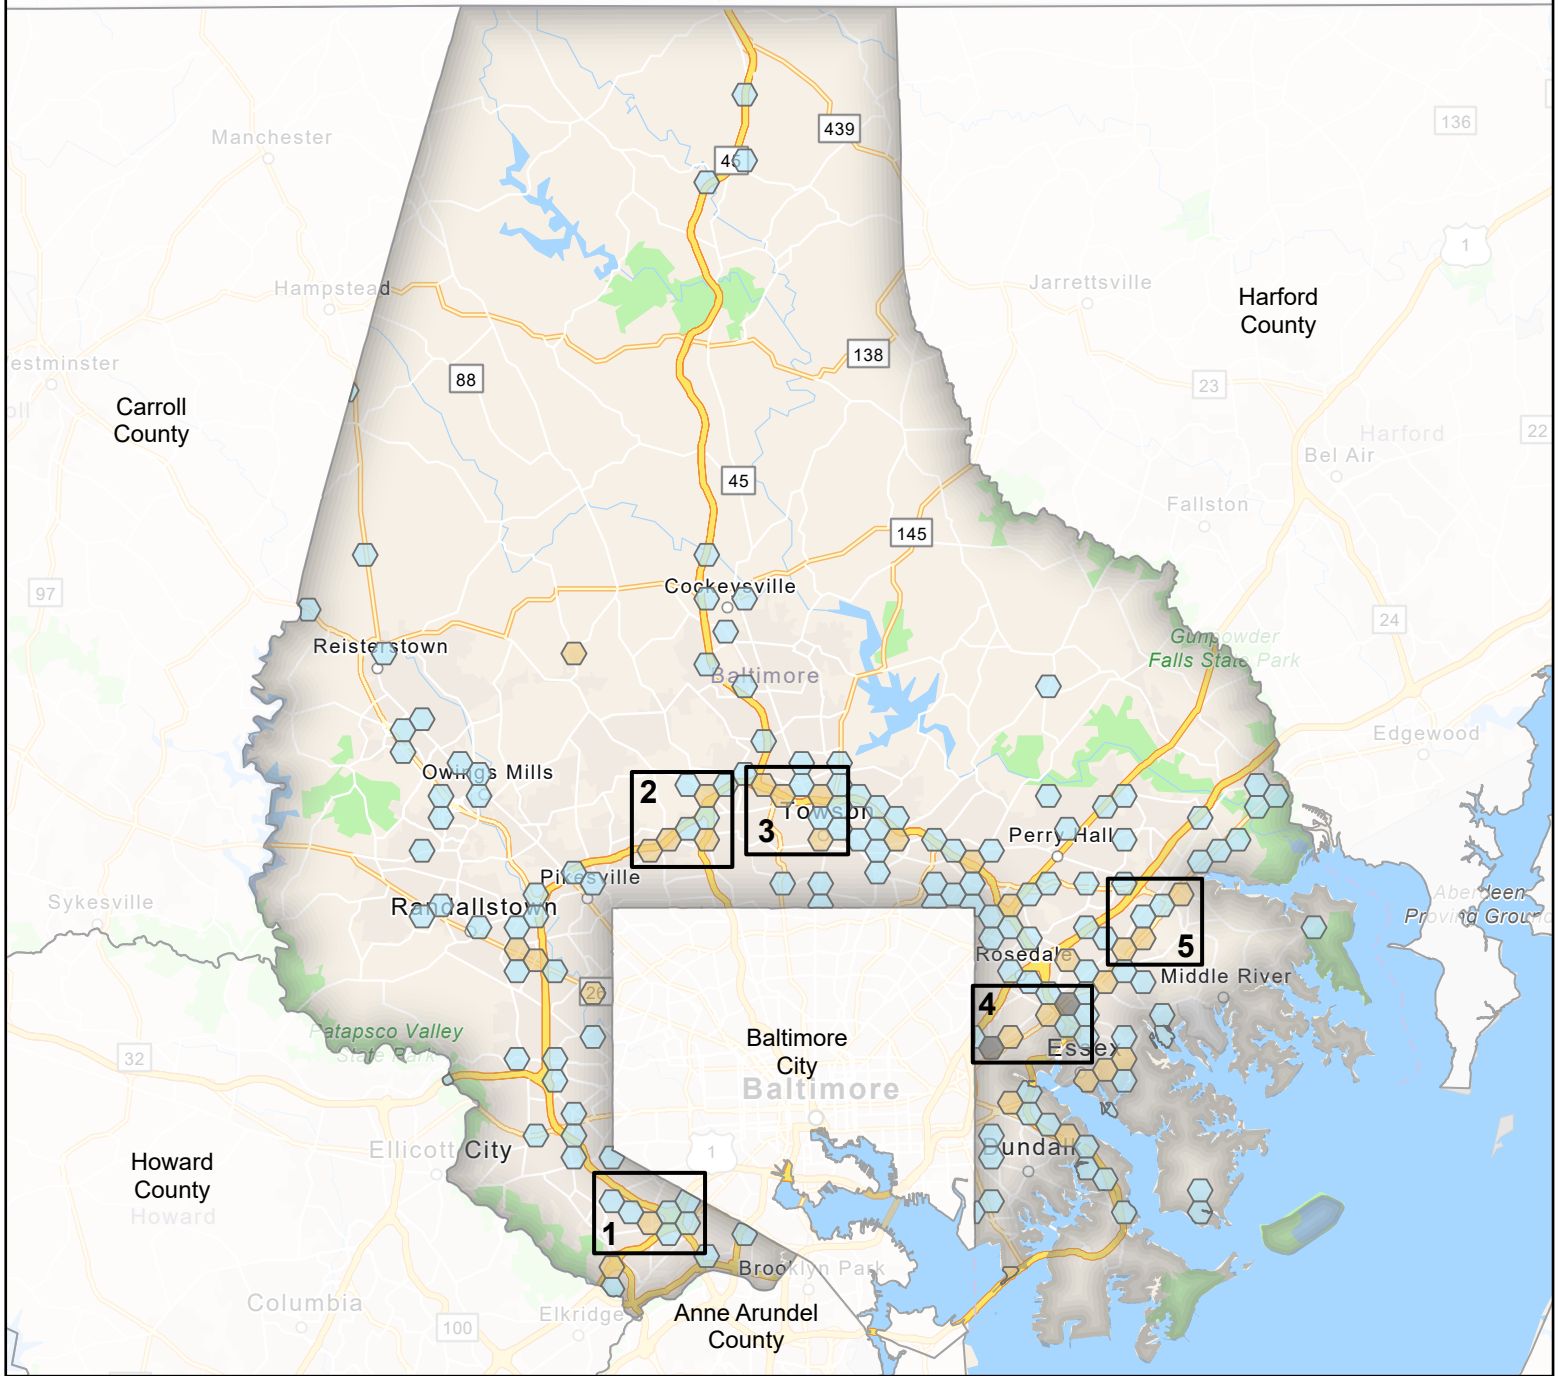 439
136
Manchester
45
1
Hampstead
Jarrettsville
Harford
County
138
estminster
88
23
Carroll
County
22
Harford
Bel Air
45
Fallston
145
97
Cockeysville
24
Reisterstown
Gunpowder
Falls State Park
Baltimore
Edgewood
Owings Mills
2
Towson
3
Perry Hall
Pikesville
Sykesville
Randallstown
Aberdeen
Proving Ground
5
Rosedale
Middle River
26
4
Patapsco Valley
State Park
32
Baltimore
City
Essex
Baltimore
1
Ellicott City
Dundalk
Howard
County
Howard
1
Brooklyn Park
Columbia
Elkridge
Anne Arundel
County
100